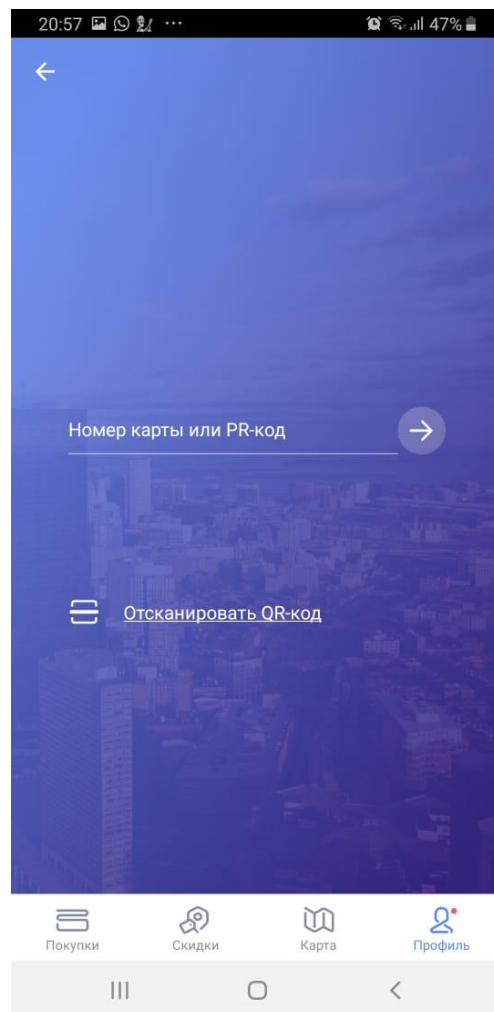 20:57
47%
Номер карты или PR-код
Отсканировать QR-код
Покупки Скидки Карта Профиль